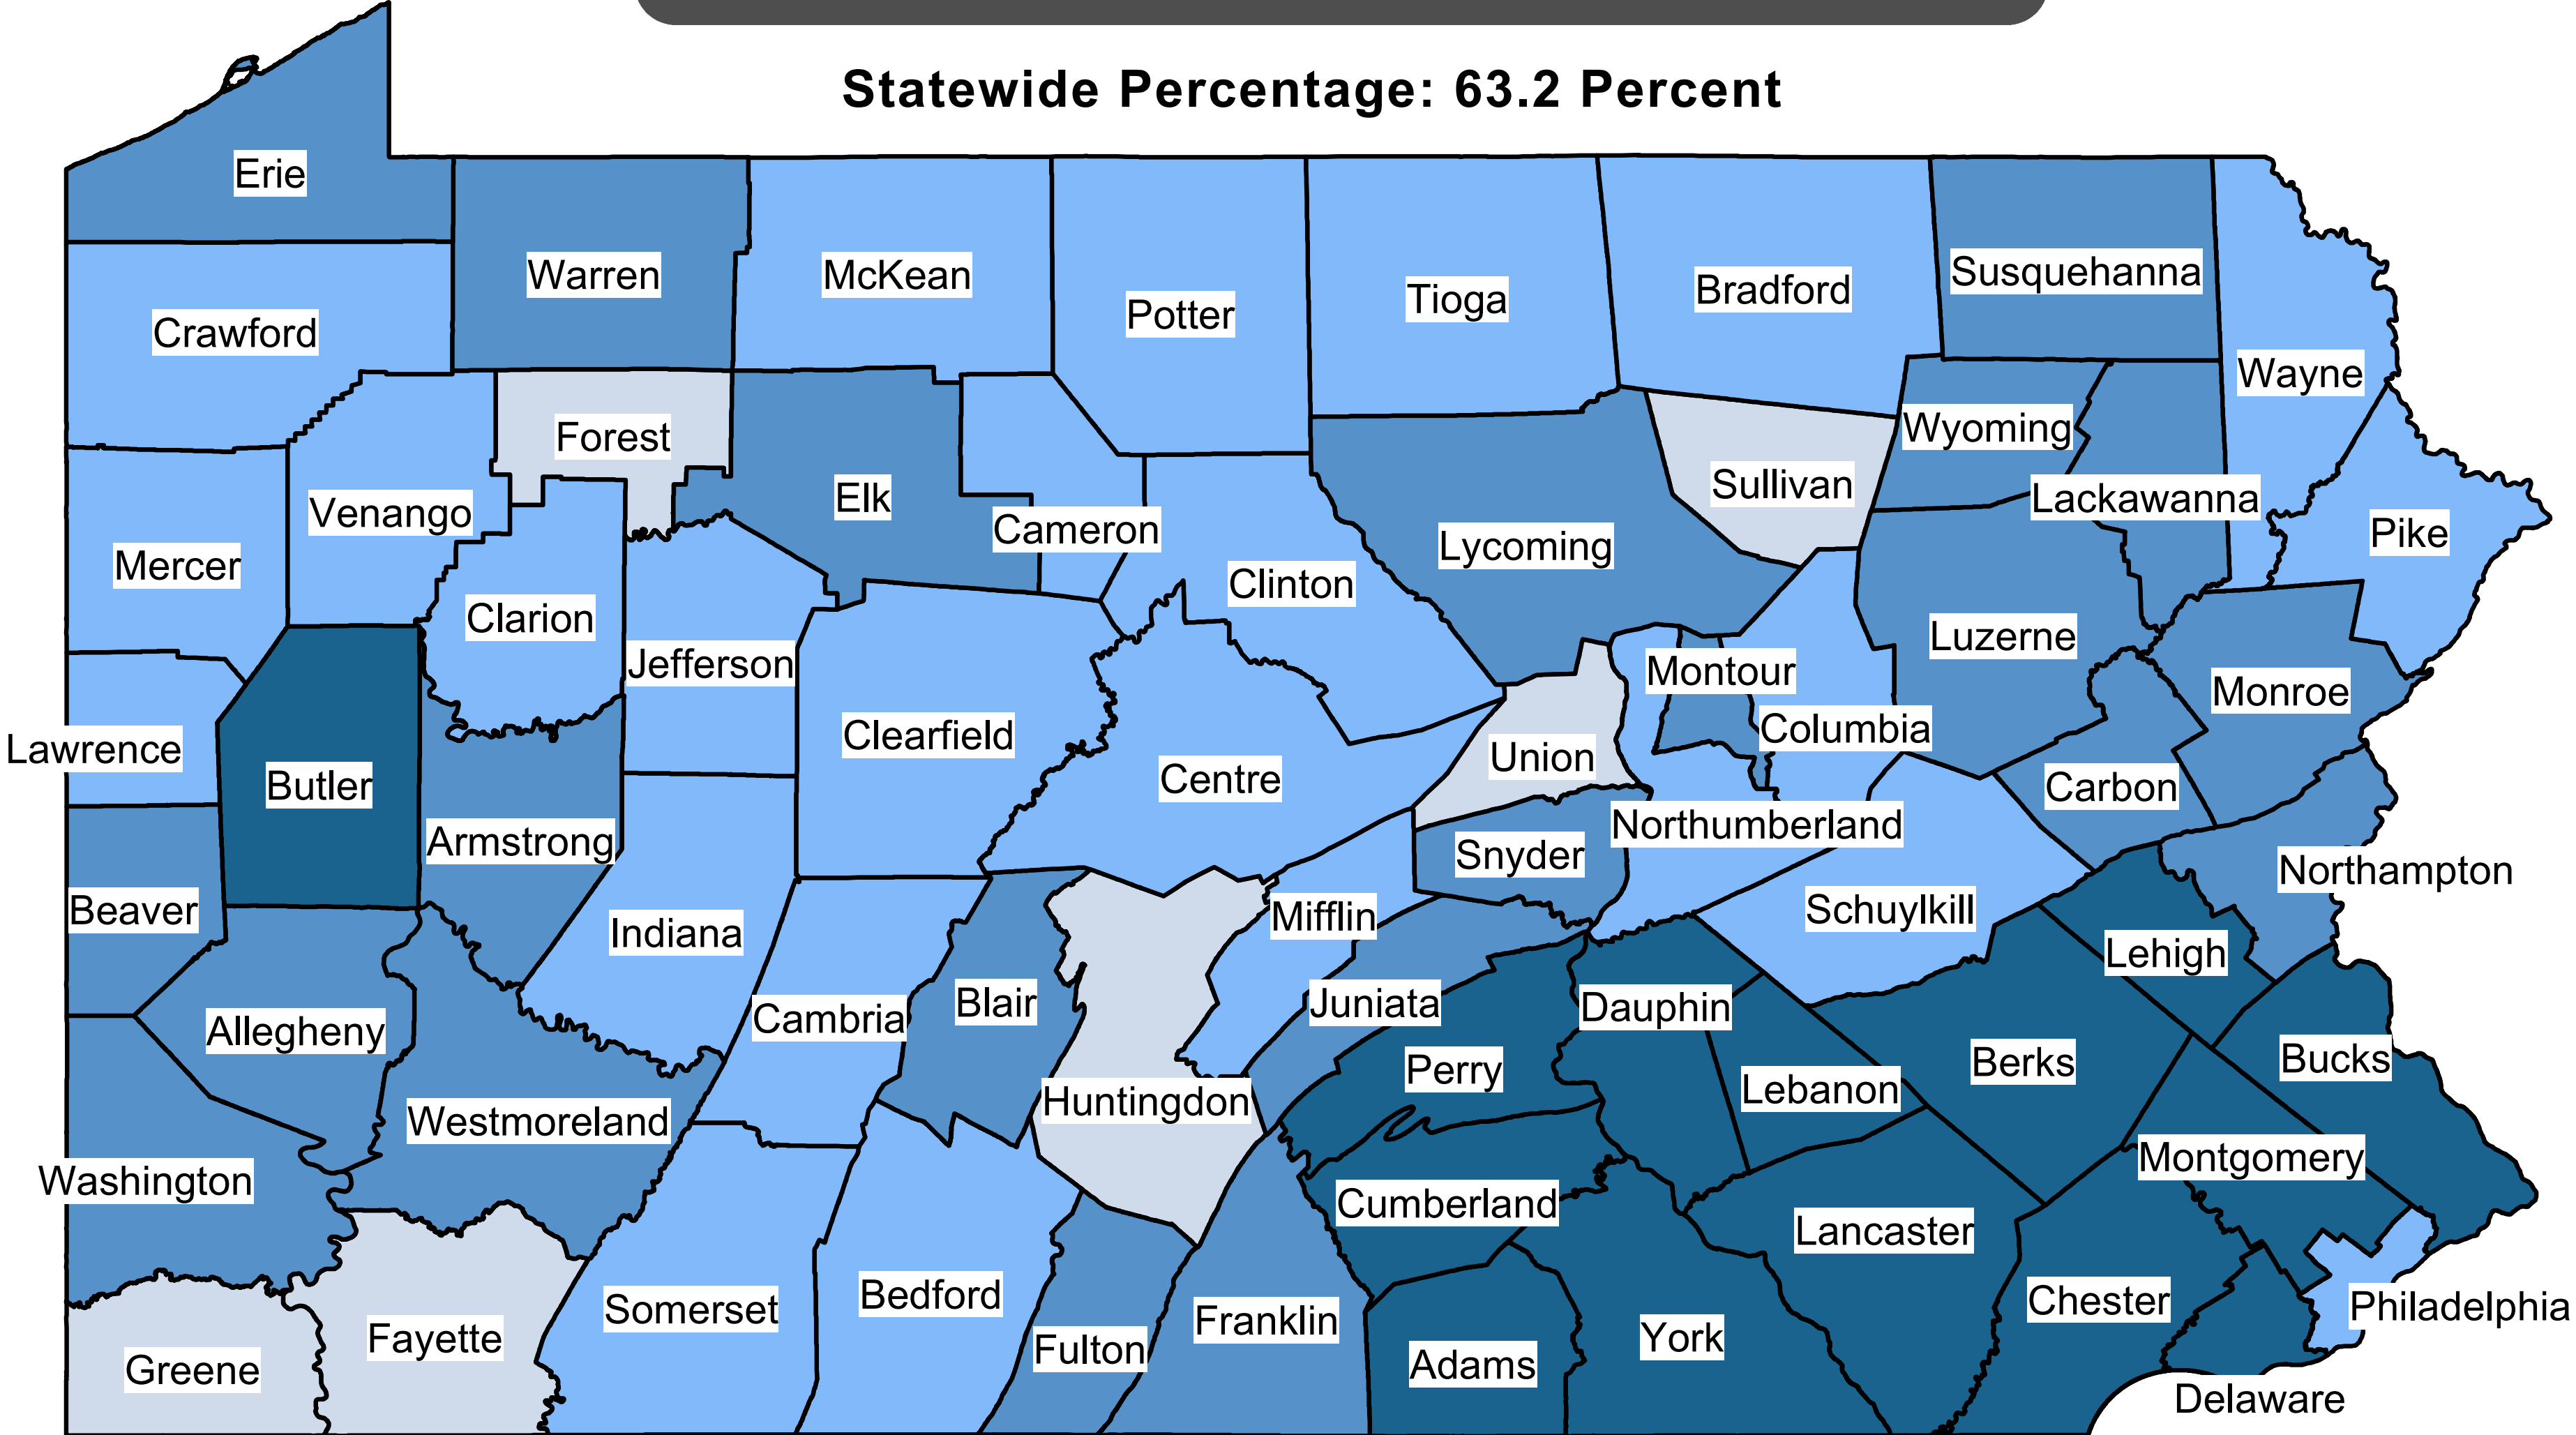 Statewide Percentage: 63.2 Percent
Erie
Warren
McKean
Potter
Tioga
Bradford
Susquehanna
Crawford
Wayne
Forest
Wyoming
Sullivan
Elk
Lackawanna
Venango
Cameron
Pike
Lycoming
Mercer
Clinton
Clarion
Luzerne
Jefferson
Montour
Monroe
Columbia
Clearfield
Lawrence
Union
Centre
Butler
Carbon
Northumberland
Armstrong
Snyder
Northampton
Beaver
Schuylkill
Mifflin
Indiana
Lehigh
Blair
Juniata
Dauphin
Cambria
Allegheny
Bucks
Berks
Perry
Lebanon
Huntingdon
Westmoreland
Montgomery
Washington
Cumberland
Lancaster
Bedford
Chester
Philadelphia
Somerset
Franklin
York
Fayette
Fulton
Adams
Greene
Delaware